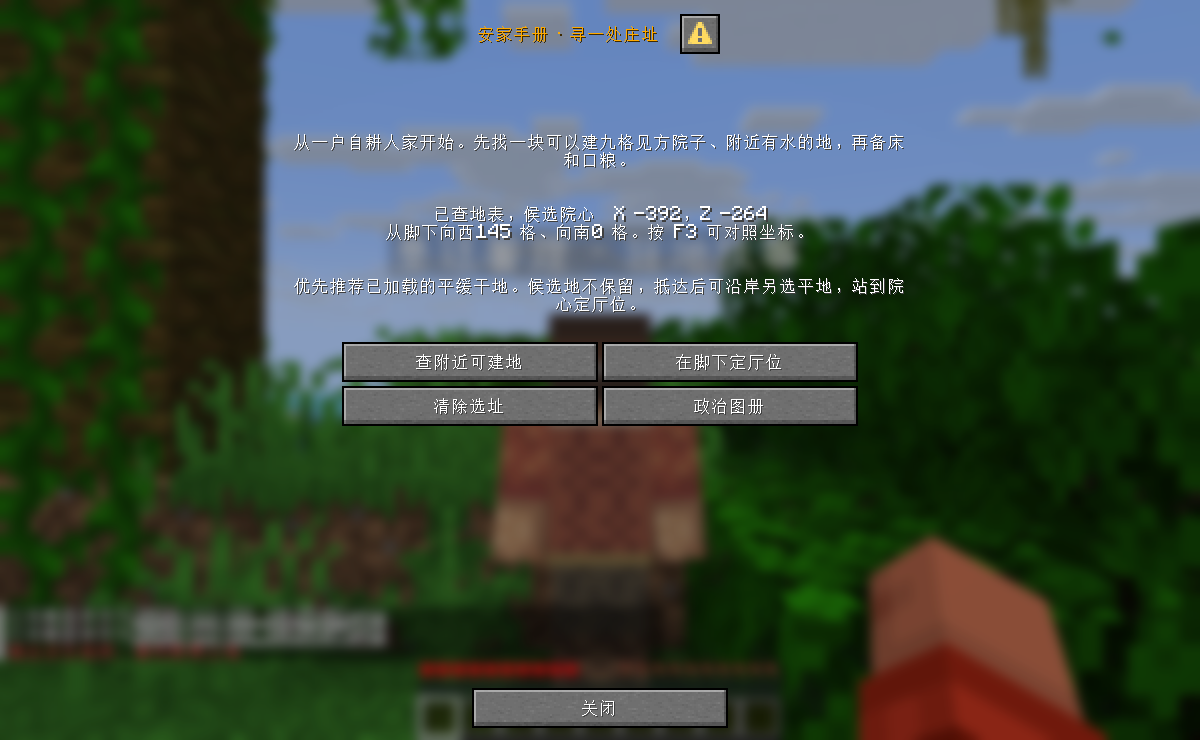 安家手册·寻一处庄址
从一户自耕人家开始。先找一块可以建九格见方院子、附近有水的地，再备床
和口粮。
已查地表，候选院心 X -392，Z -264
从脚下向西145 格、向南0 格。按 F3 可对照坐标。
优先推荐已加载的平缓干地。候选地不保留，抵达后可沿岸另选平地，站到院
心定厅位。
查附近可建地
在脚下定厅位
清除选址
政治图册
关闭